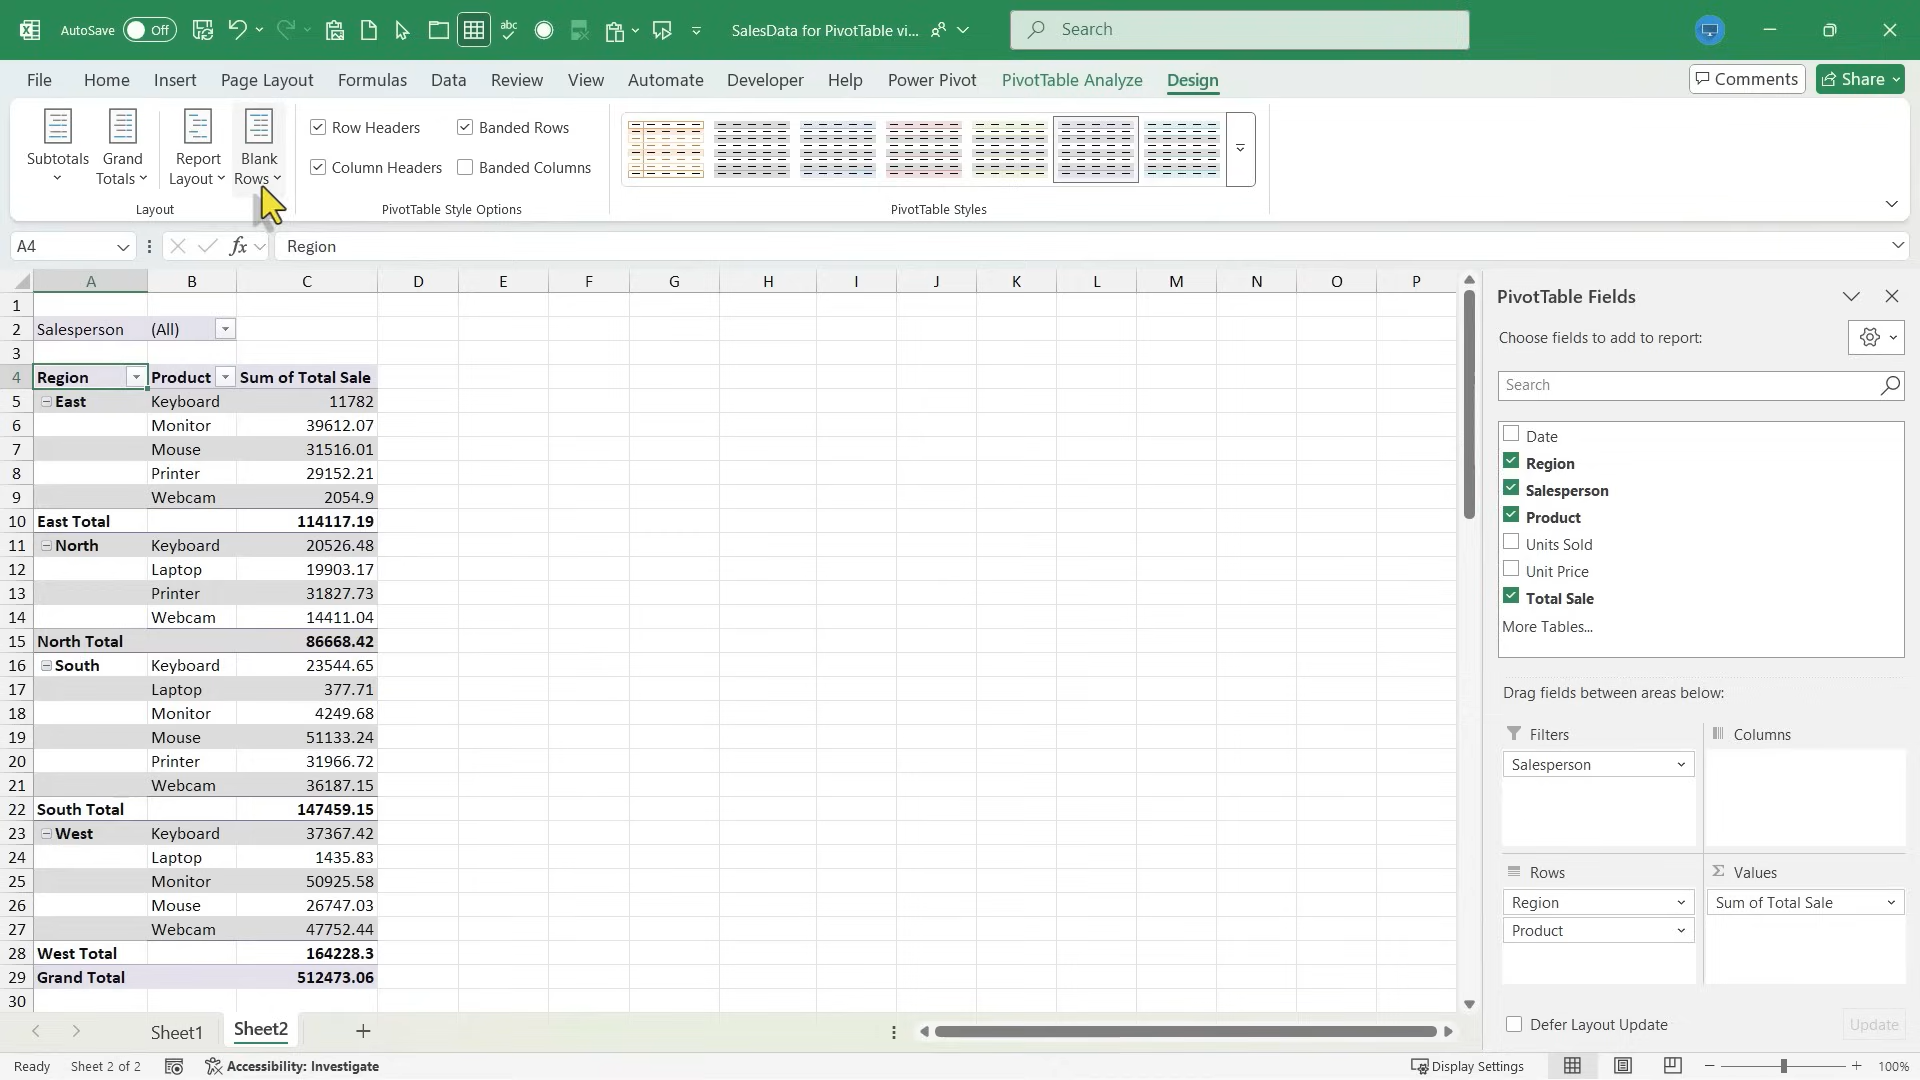 AutoSave Off SalesData for PivotTable vi... Search
File Home Insert Page Layout Formulas Data Review View Automate Developer Help Power Pivot PivotTable Analyze Design Comments Share
Subtotals
Grand Totals
Report Layout
Blank Rows
Layout
Row Headers Banded Rows
Column Headers Banded Columns
PivotTable Style Options
PivotTable Styles
A4 fx Region
A B C D E F G H I J K L M N O P
1
2 Salesperson (All)
3
4 Region Product Sum of Total Sale
5 East Keyboard 11782
6 Monitor 39612.07
7 Mouse 31516.01
8 Printer 29152.21
9 Webcam 2054.9
10 East Total 114117.19
11 North Keyboard 20526.48
12 Laptop 19903.17
13 Printer 31827.73
14 Webcam 14411.04
15 North Total 86668.42
16 South Keyboard 23544.65
17 Laptop 377.71
18 Monitor 4249.68
19 Mouse 51133.24
20 Printer 31966.72
21 Webcam 36187.15
22 South Total 147459.15
23 West Keyboard 37367.42
24 Laptop 1435.83
25 Monitor 50925.58
26 Mouse 26747.03
27 Webcam 47752.44
28 West Total 164228.3
29 Grand Total 512473.06
30
PivotTable Fields
Choose fields to add to report:
Search
Date
Region
Salesperson
Product
Units Sold
Unit Price
Total Sale
More Tables...
Drag fields between areas below:
Filters Columns
Salesperson
Rows Σ Values
Region Sum of Total Sale
Product
Defer Layout Update Update
Sheet1 Sheet2
Ready Sheet 2 of 2 Accessibility: Investigate Display Settings 100%